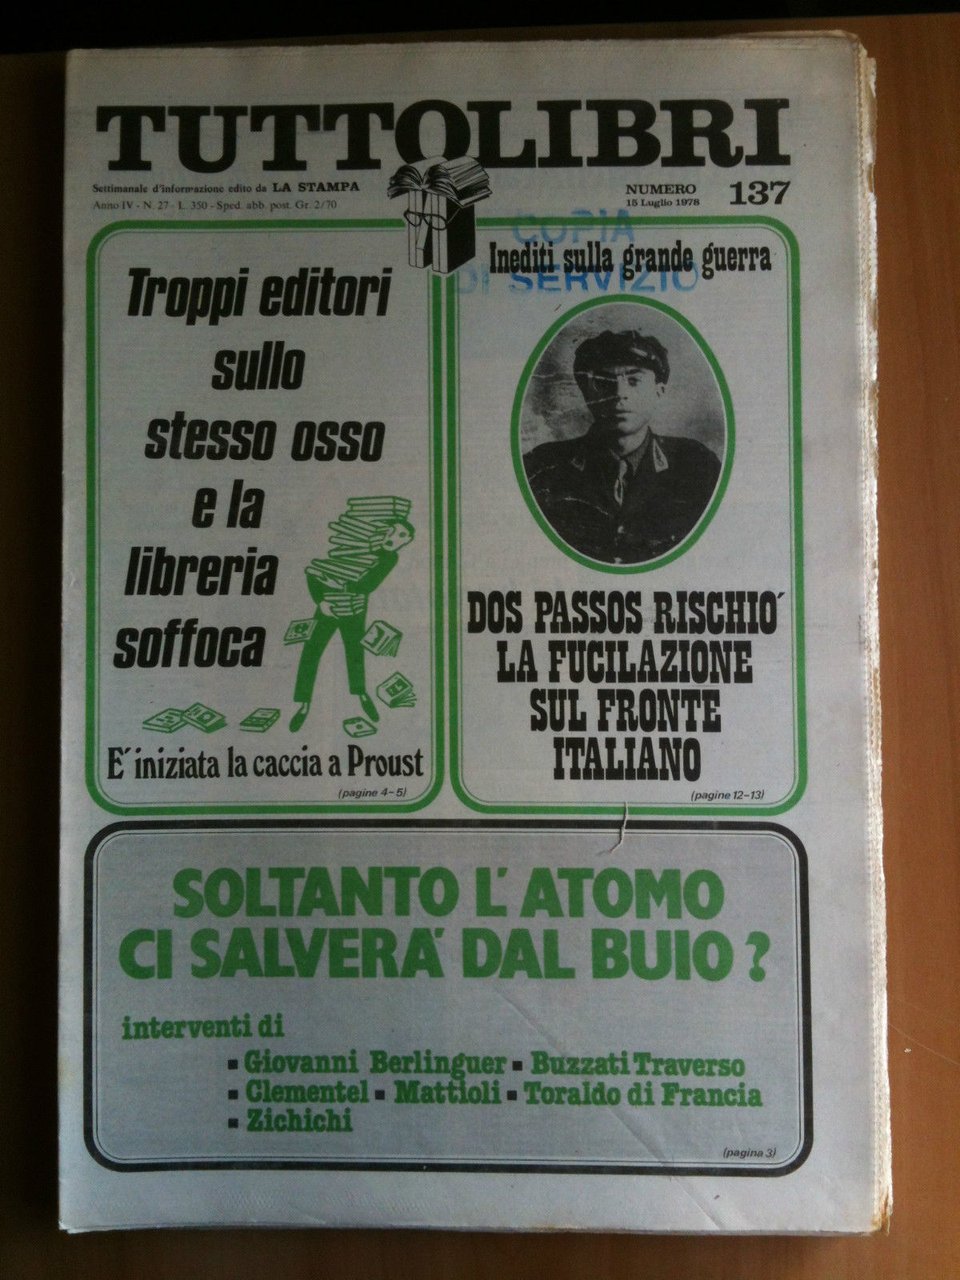 TUTTOLIBRI
Settimanale d'informazione edito da LA STAMPA
Anno IV - N. 27 - L. 350 - Sped. abb. post. Gr. 2/70
NUMERO 137
15 Luglio 1978
COPIA
DI SERVIZIO
Troppi editori
sullo
stesso osso
e la
libreria
soffoca
E' iniziata la caccia a Proust
(pagine 4-5)
Inediti sulla grande guerra
DOS PASSOS RISCHIO'
LA FUCILAZIONE
SUL FRONTE
ITALIANO
(pagine 12-13)
SOLTANTO L'ATOMO
CI SALVERA' DAL BUIO?
interventi di
▪ Giovanni Berlinguer ▪ Buzzati Traverso
▪ Clementel ▪ Mattioli ▪ Toraldo di Francia
▪ Zichichi
(pagina 3)